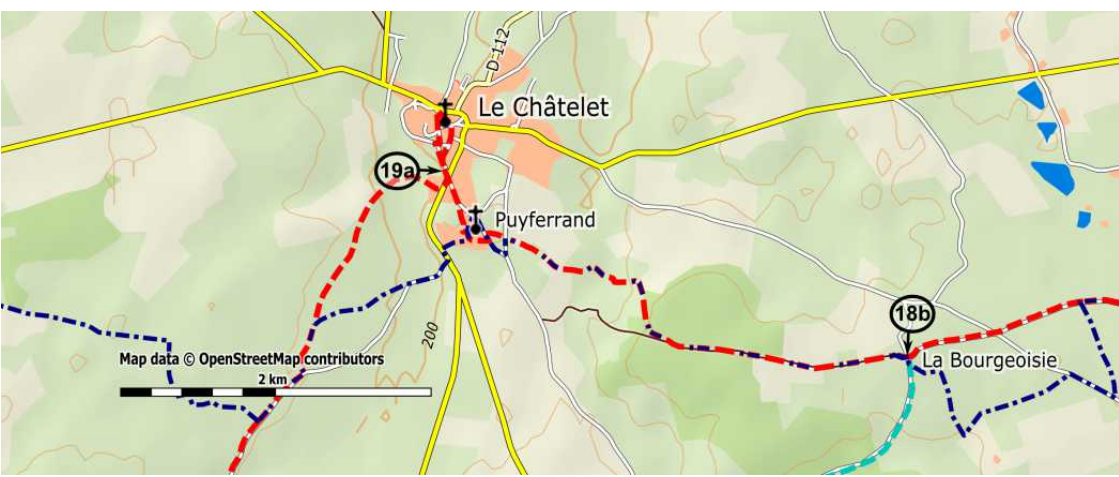 D 112
Le Châtelet
19a
Puyferrand
18b
200
Map data © OpenStreetMap contributors
La Bourgeoisie
2 km